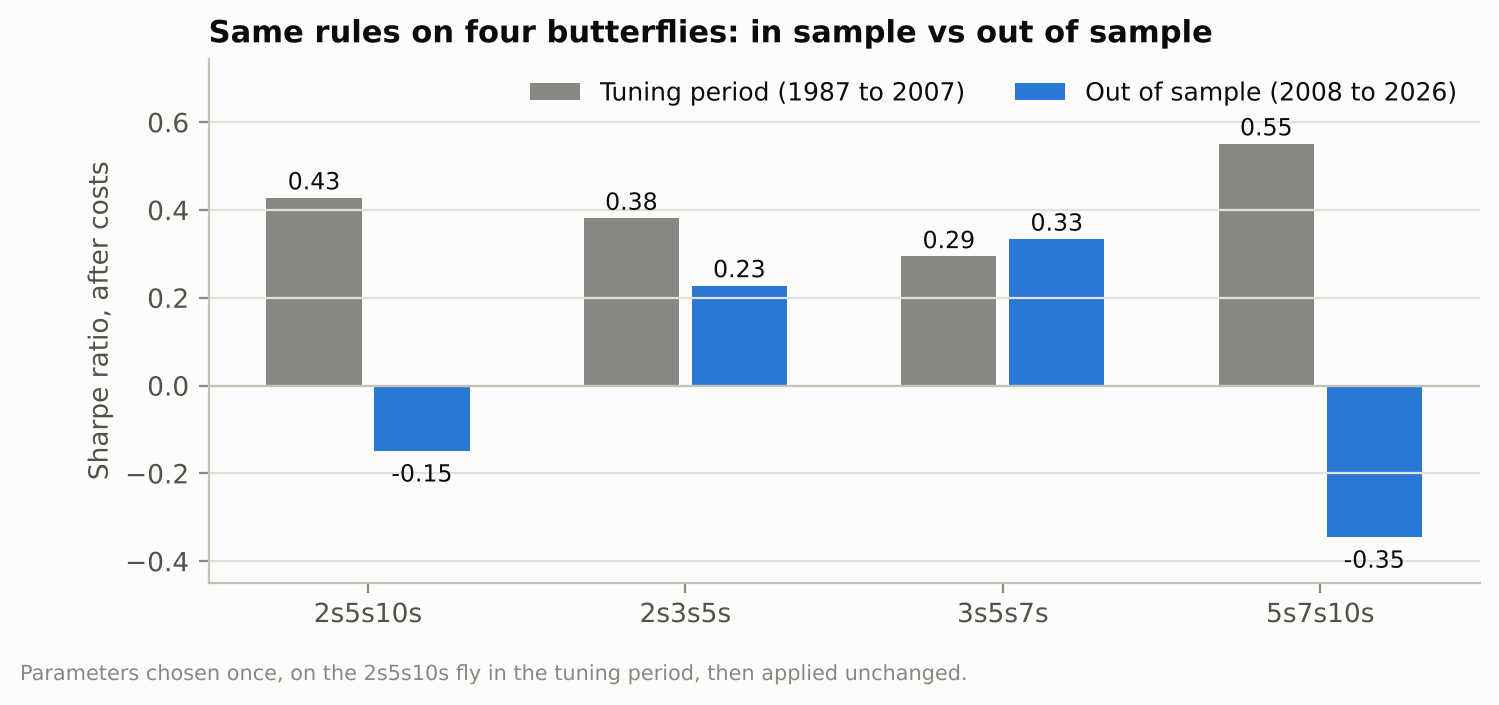 Same rules on four butterflies: in sample vs out of sample
Tuning period (1987 to 2007)
Out of sample (2008 to 2026)
Sharpe ratio, after costs
0.6
0.4
0.2
0.0
−0.2
−0.4
0.43
-0.15
0.38
0.23
0.29
0.33
0.55
-0.35
2s5s10s
2s3s5s
3s5s7s
5s7s10s
Parameters chosen once, on the 2s5s10s fly in the tuning period, then applied unchanged.